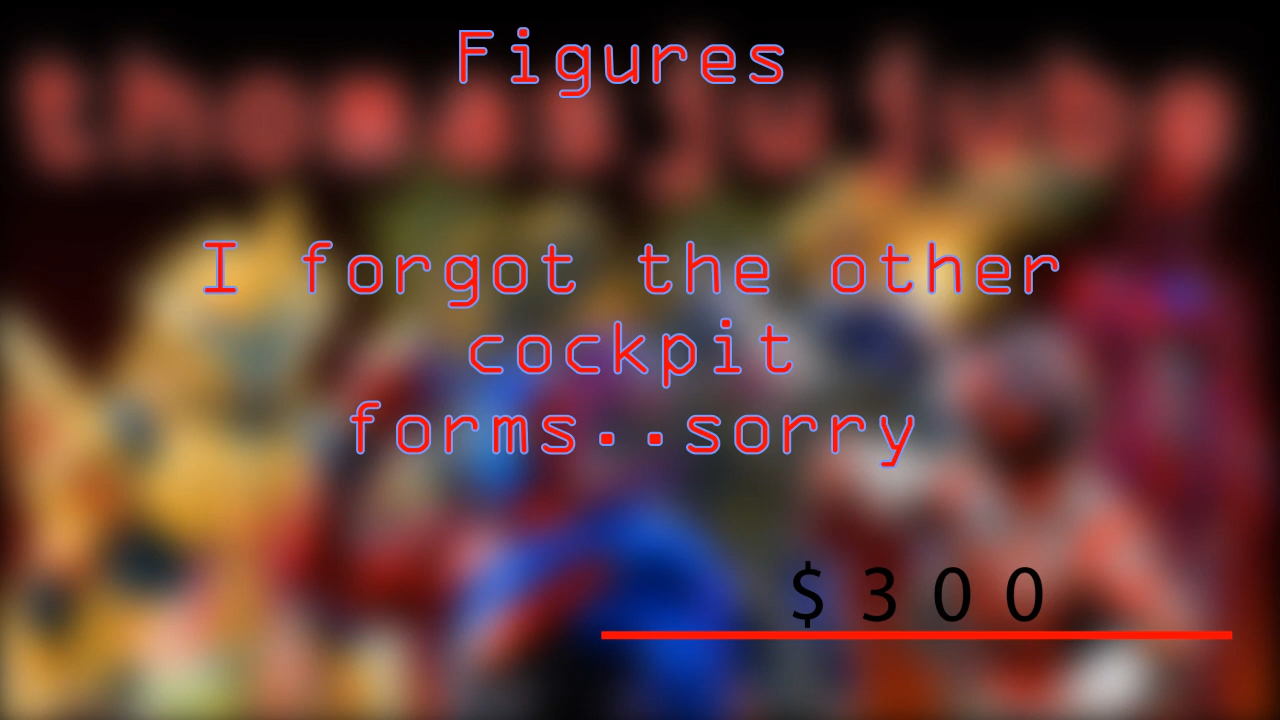 Figures
I forgot the other
cockpit
forms..sorry
$300